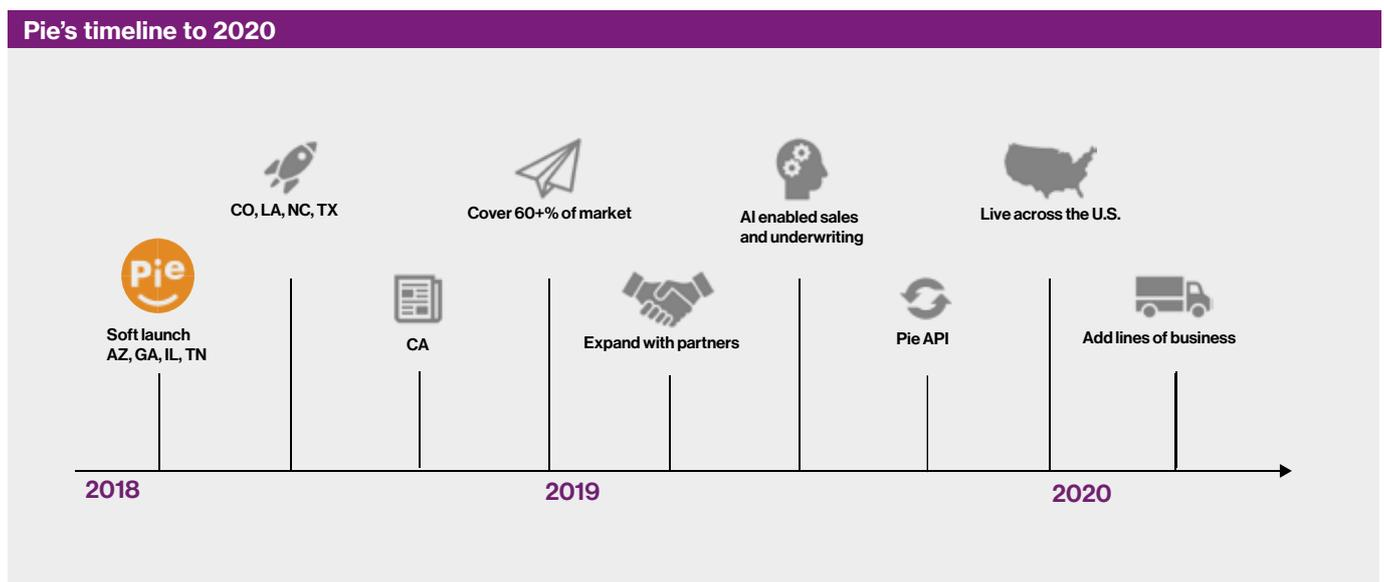 Pie's timeline to 2020
CO, LA, NC, TX
Cover 60+% of market
AI enabled sales
and underwriting
Live across the U.S.
Pie
Soft launch
AZ, GA, IL, TN
CA
Expand with partners
Pie API
Add lines of business
2018
2019
2020